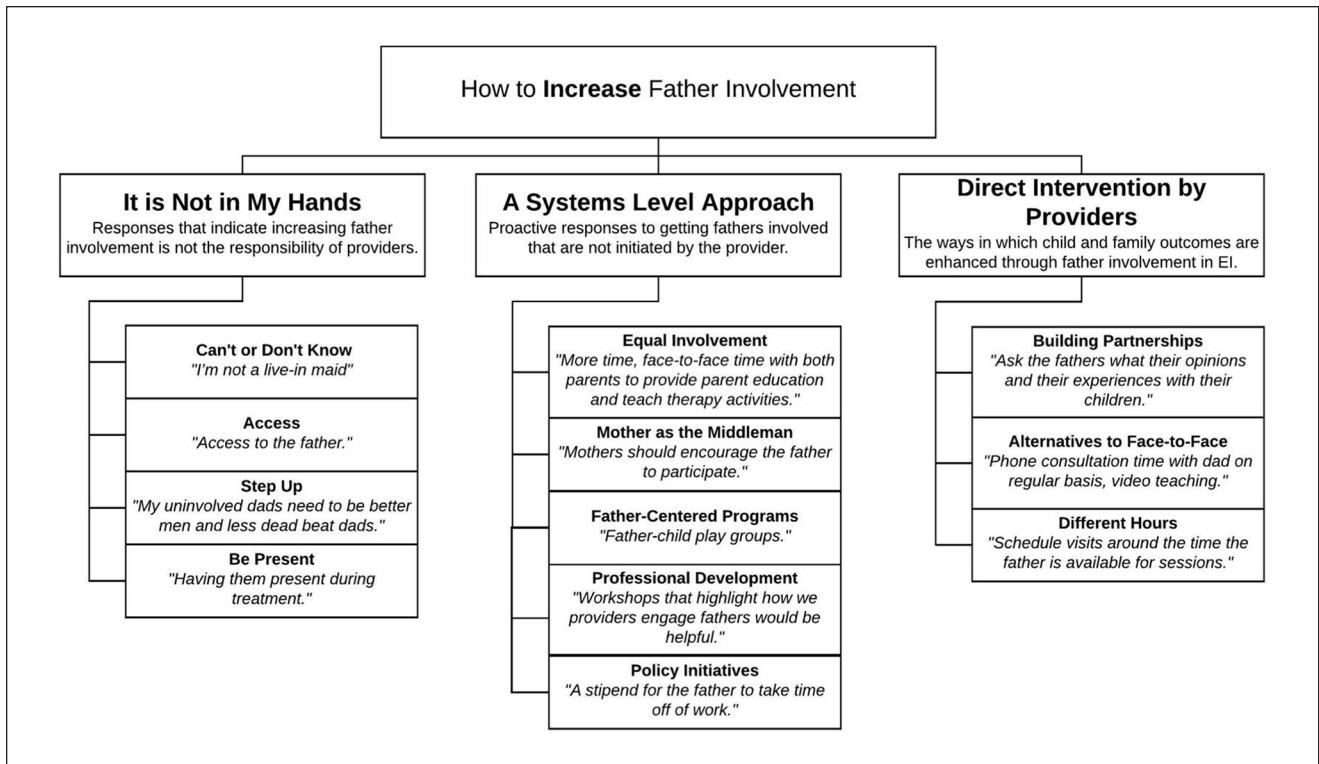 How to Increase Father Involvement
It is Not in My Hands
Responses that indicate increasing father
involvement is not the responsibility of providers.
Can't or Don't Know
"I'm not a live-in maid"
Access
"Access to the father."
Step Up
"My uninvolved dads need to be better
men and less dead beat dads."
Be Present
"Having them present during
treatment."
A Systems Level Approach
Proactive responses to getting fathers involved
that are not initiated by the provider.
Equal Involvement
"More time, face-to-face time with both
parents to provide parent education
and teach therapy activities."
Mother as the Middleman
"Mothers should encourage the father
to participate."
Father-Centered Programs
"Father-child play groups."
Professional Development
"Workshops that highlight how we
providers engage fathers would be
helpful."
Policy Initiatives
"A stipend for the father to take time
off of work."
Direct Intervention by
Providers
The ways in which child and family outcomes are
enhanced through father involvement in EI.
Building Partnerships
"Ask the fathers what their opinions
and their experiences with their
children."
Alternatives to Face-to-Face
"Phone consultation time with dad on
regular basis, video teaching."
Different Hours
"Schedule visits around the time the
father is available for sessions."